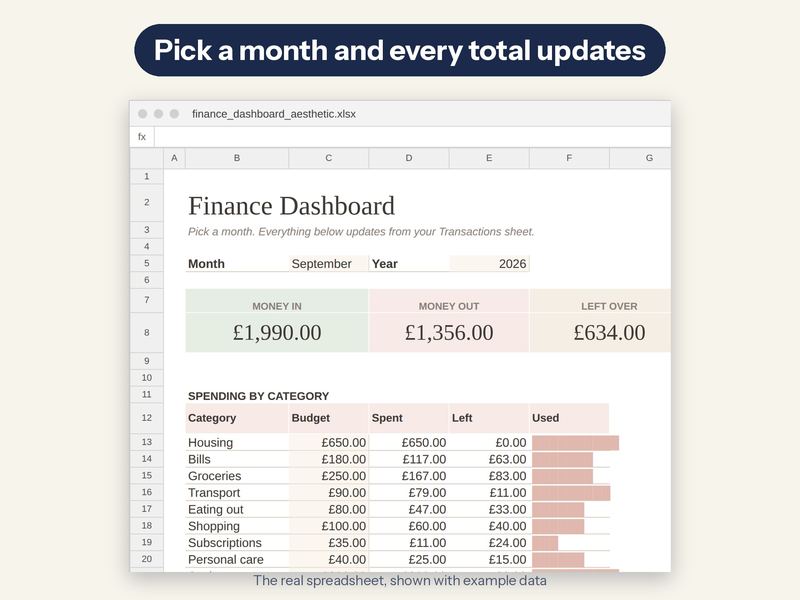 Pick a month and every total updates
finance_dashboard_aesthetic.xlsx
fx
A B C D E F G
1
2 Finance Dashboard
3 Pick a month. Everything below updates from your Transactions sheet.
4
5 Month September Year 2026
6
7 MONEY IN MONEY OUT LEFT OVER
8 £1,990.00 £1,356.00 £634.00
9
10
11 SPENDING BY CATEGORY
12 Category Budget Spent Left Used
13 Housing £650.00 £650.00 £0.00
14 Bills £180.00 £117.00 £63.00
15 Groceries £250.00 £167.00 £83.00
16 Transport £90.00 £79.00 £11.00
17 Eating out £80.00 £47.00 £33.00
18 Shopping £100.00 £60.00 £40.00
19 Subscriptions £35.00 £11.00 £24.00
20 Personal care £40.00 £25.00 £15.00
The real spreadsheet, shown with example data